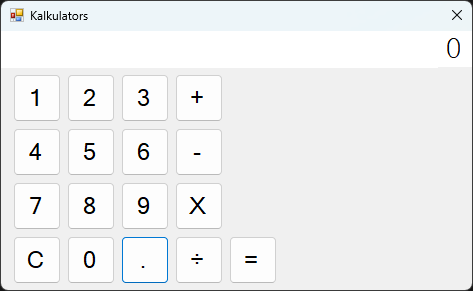 Kalkulators
0
1 2 3 +
4 5 6 -
7 8 9 X
C 0 . ÷ =